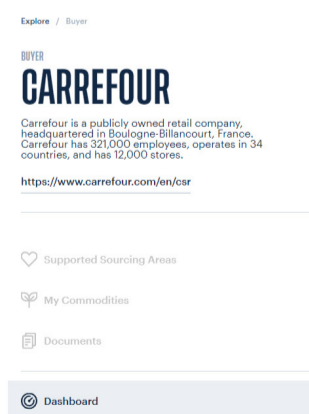 Explore / Buyer
BUYER
CARREFOUR
Carrefour is a publicly owned retail company,
headquartered in Boulogne-Billancourt, France.
Carrefour has 321,000 employees, operates in 34
countries, and has 12,000 stores.
https://www.carrefour.com/en/csr
Supported Sourcing Areas
My Commodities
Documents
Dashboard